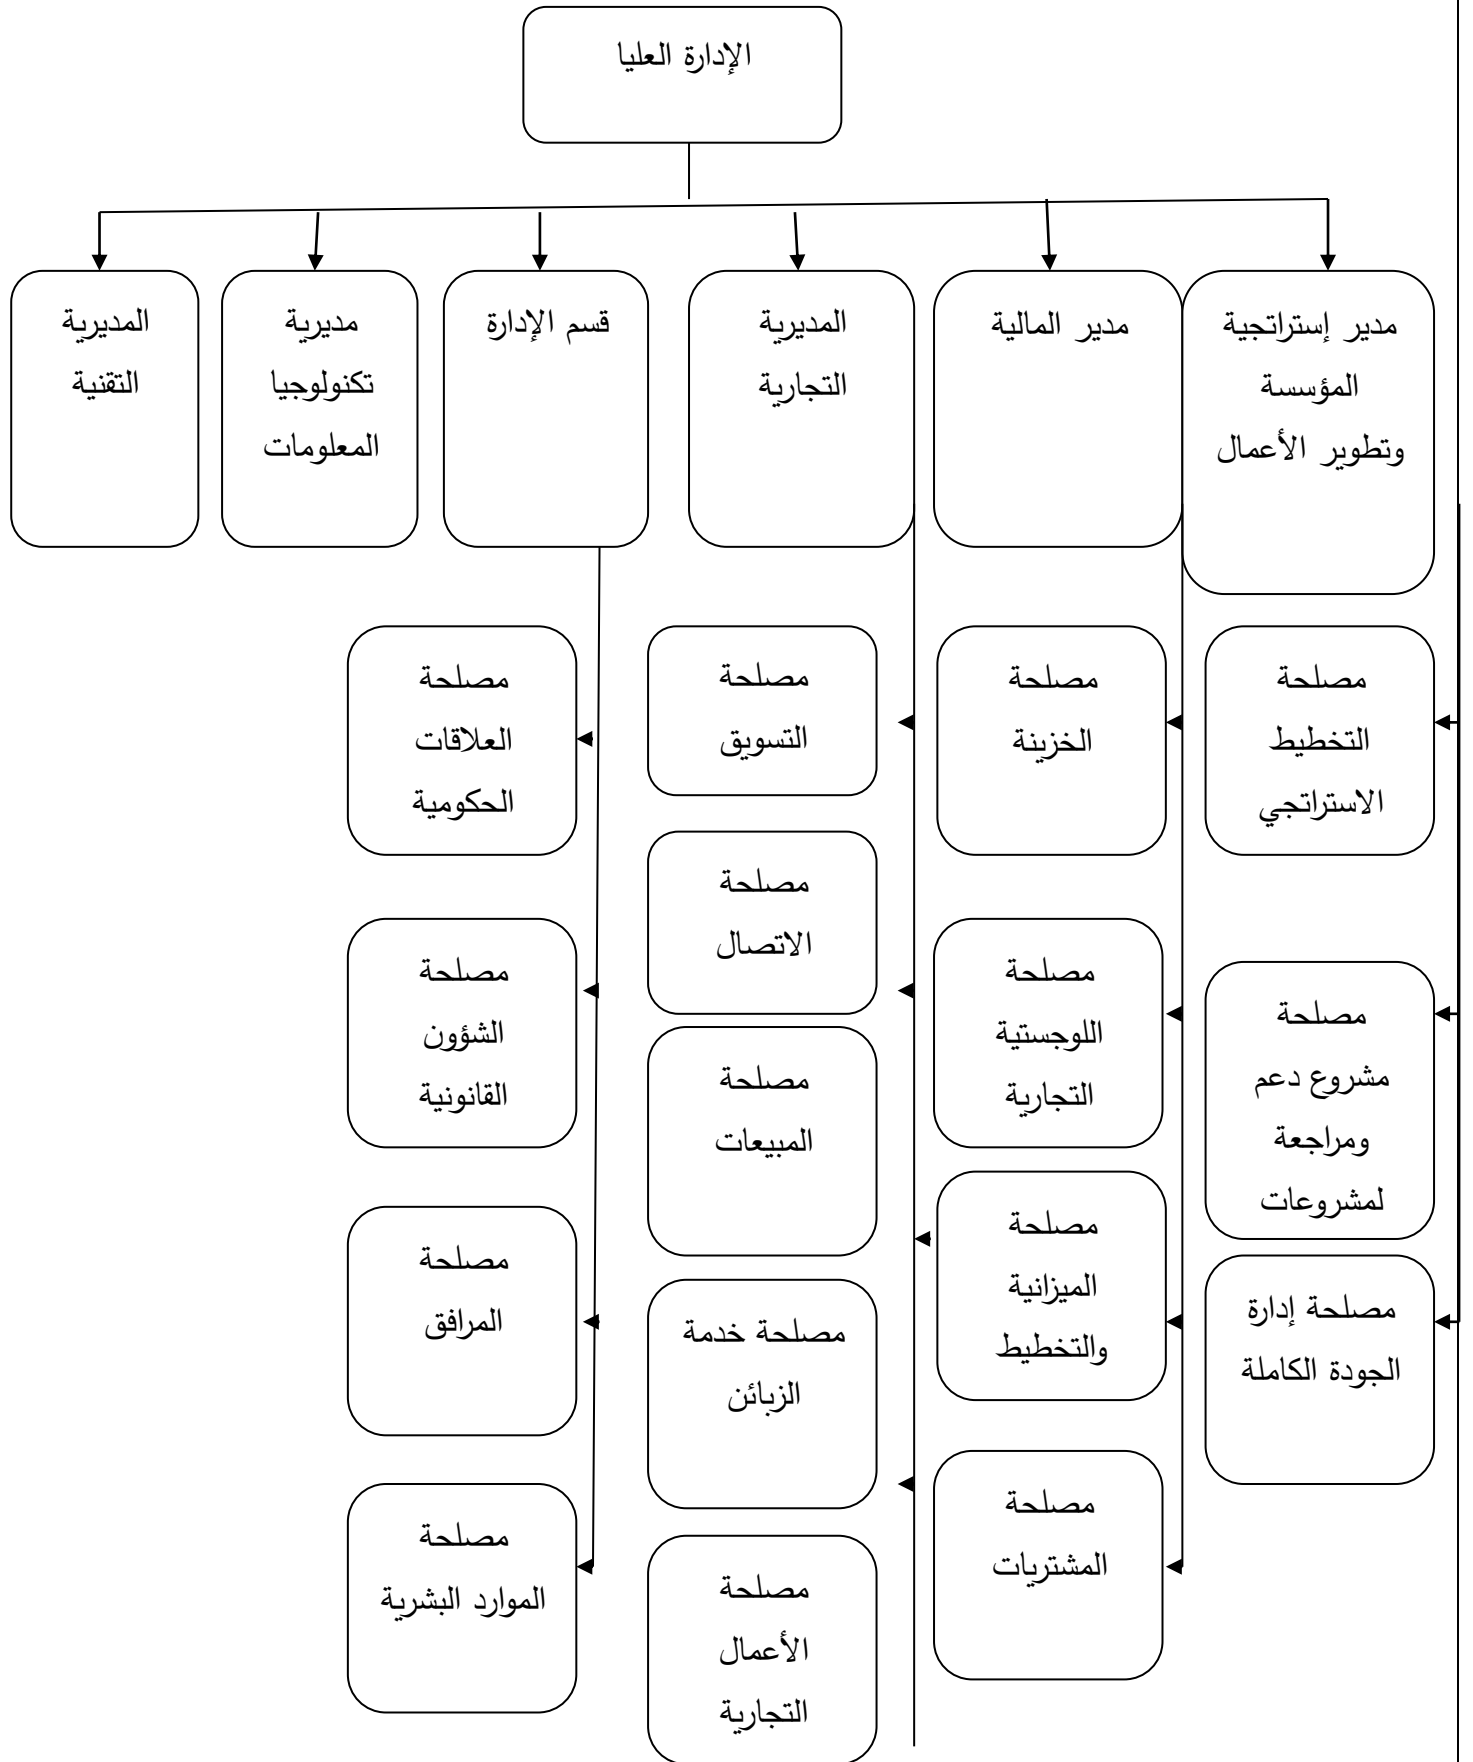 الإدارة العليا
مدير إستراتجية
المؤسسة
وتطوير الأعمال
مدير المالية
المديرية
التجارية
قسم الإدارة
مديرية
تكنولوجيا
المعلومات
المديرية
التقنية
مصلحة
التخطيط
الاستراتجي
مصلحة
مشروع دعم
ومراجعة
لمشروعات
مصلحة إدارة
الجودة الكاملة
مصلحة
الخزينة
مصلحة
اللوجستية
التجارية
مصلحة
الميزانية
والتخطيط
مصلحة
المشتريات
مصلحة
التسويق
مصلحة
الاتصال
مصلحة
المبيعات
مصلحة خدمة
الزبائن
مصلحة
الأعمال
التجارية
مصلحة
العلاقات
الحكومية
مصلحة
الشؤون
القانونية
مصلحة
المرافق
مصلحة
الموارد البشرية